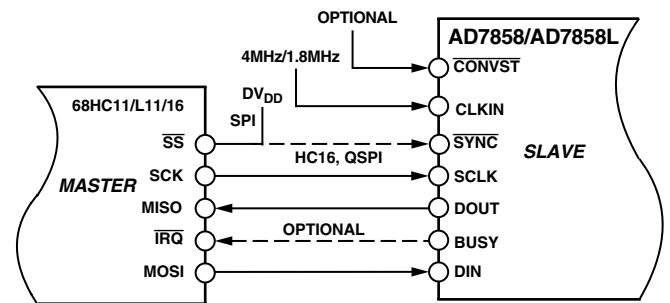 OPTIONAL
AD7858/AD7858L
4MHz/1.8MHz
CONVST
68HC11/L11/16
DVDD
CLKIN
SPI
SS
SYNC
HC16, QSPI
SLAVE
MASTER
SCK
SCLK
MISO
DOUT
OPTIONAL
IRQ
BUSY
MOSI
DIN